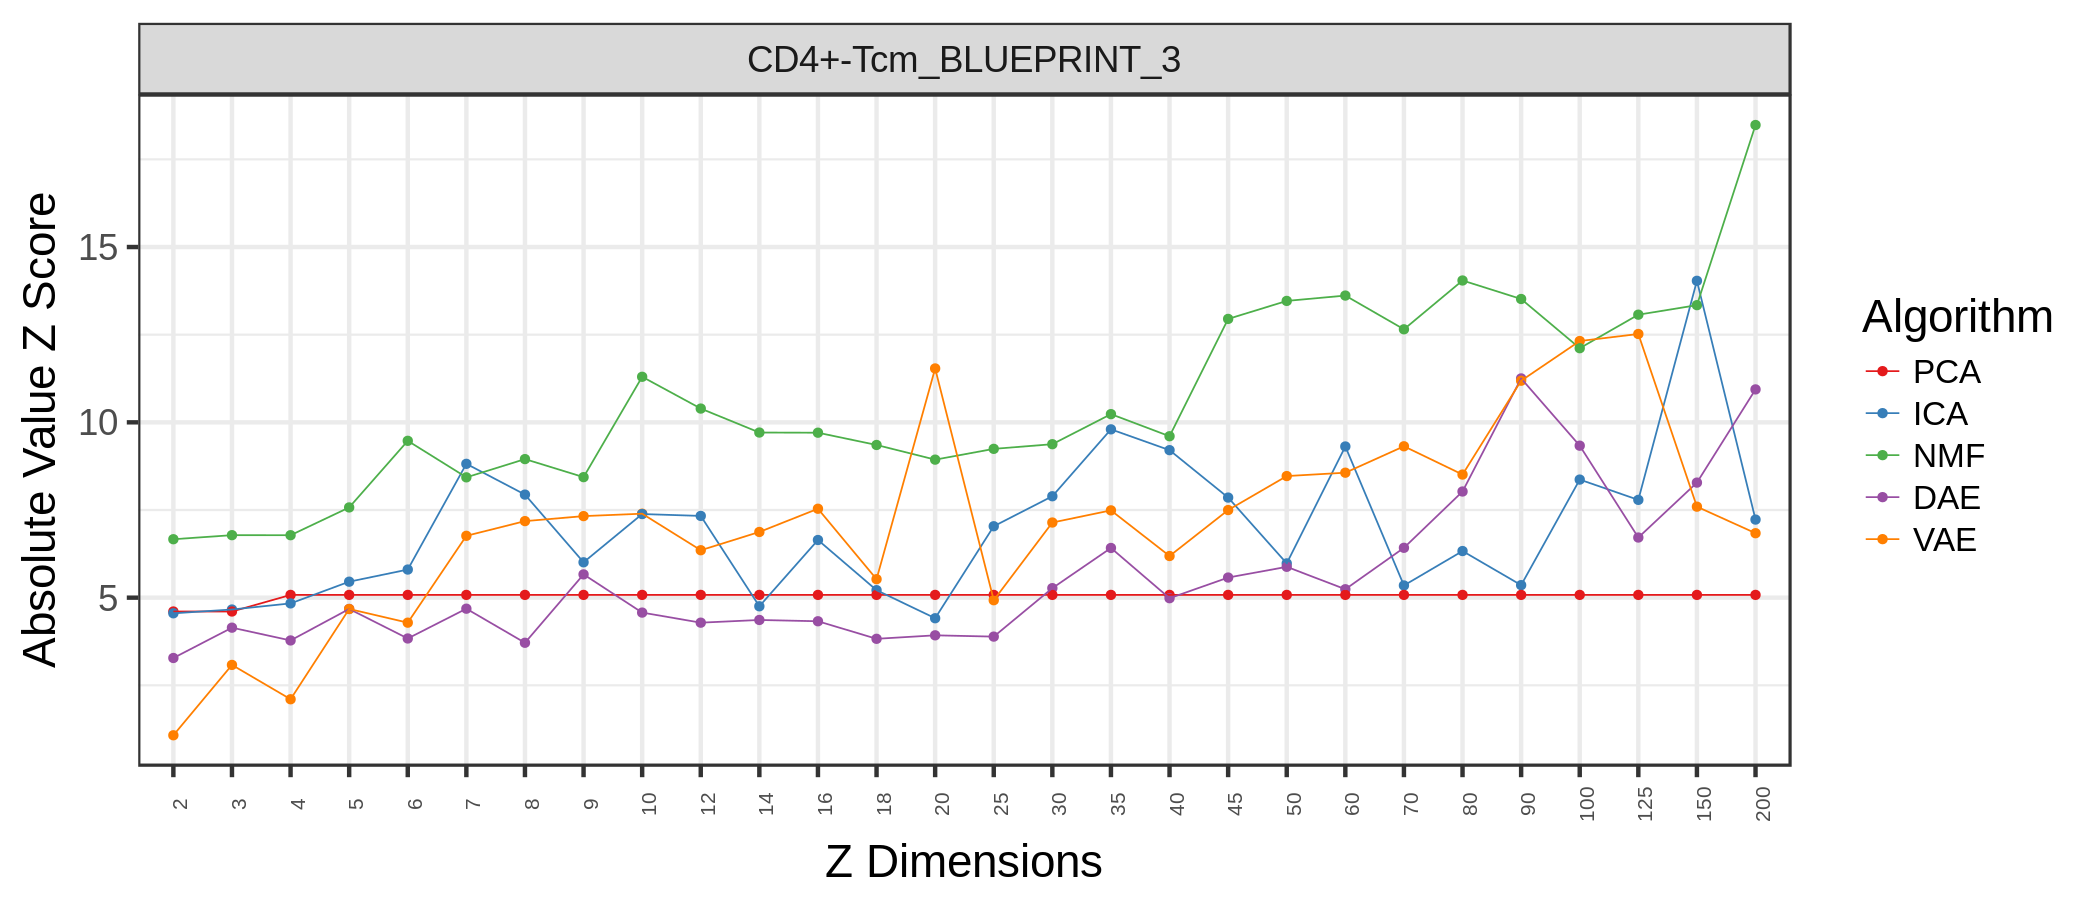 CD4+-Tcm_BLUEPRINT_3
Absolute Value Z Score
15
10
5
2 3 4 5 6 7 8 9 10 12 14 16 18 20 25 30 35 40 45 50 60 70 80 90 100 125 150 200
Z Dimensions
Algorithm
PCA
ICA
NMF
DAE
VAE